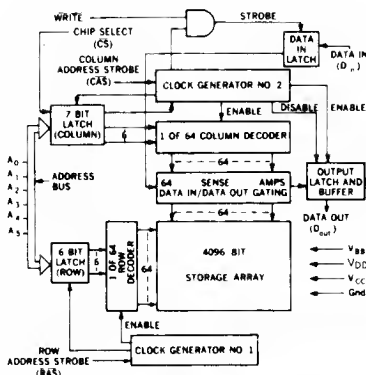 WRITE
STROBE
CHIP SELECT
(CS)
DATA
IN
LATCH
COLUMN
ADDRESS STROBE
(CAS)
DATA IN
(D in)
CLOCK GENERATOR NO 2
7 BIT
LATCH
(COLUMN)
6
ENABLE
DISABLE
ENABLE
1 OF 64 COLUMN DECODER
64
A0
A1
A2
A3
A4
A5
ADDRESS
BUS
64 SENSE AMPS
DATA IN/DATA OUT GATING
OUTPUT
LATCH AND
BUFFER
64
DATA OUT
(Dout)
6 BIT
LATCH
(ROW)
6
1 OF 64
ROW
DECODER
64
4096 BIT
STORAGE ARRAY
VBB
VDD
VCC
Gnd
ENABLE
ROW
ADDRESS STROBE
(RAS)
CLOCK GENERATOR NO 1